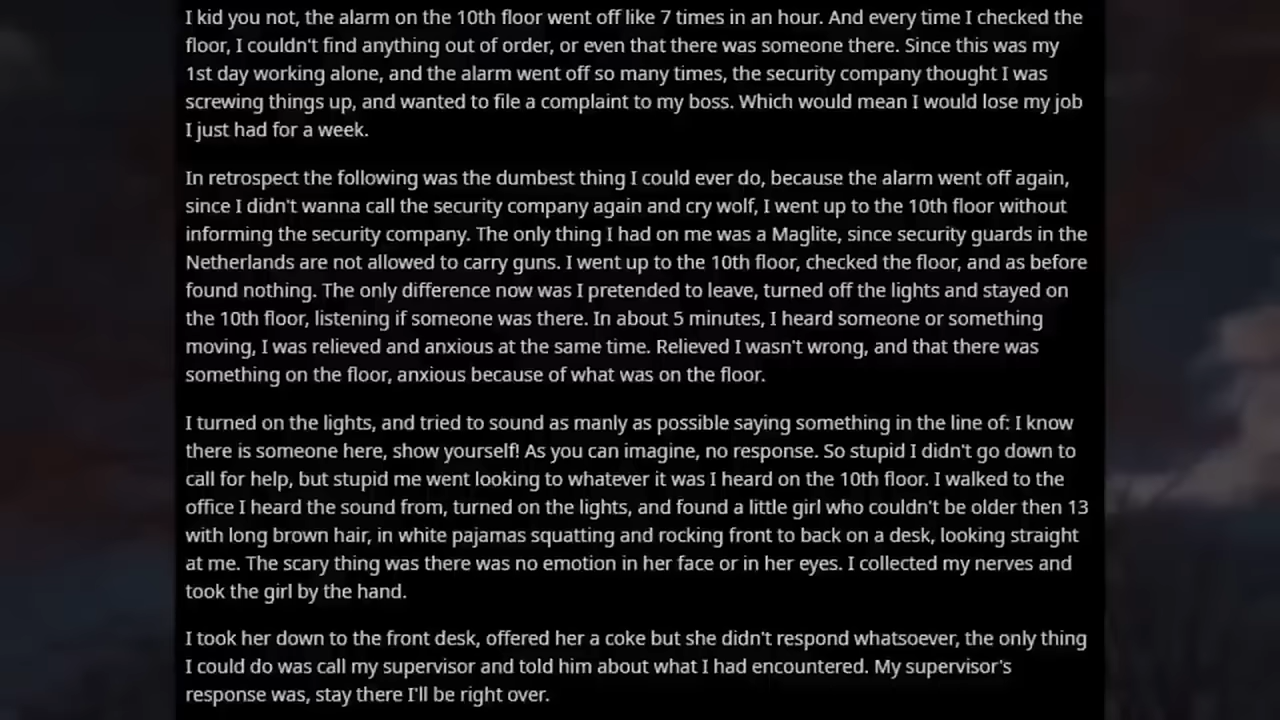 I kid you not, the alarm on the 10th floor went off like 7 times in an hour. And every time I checked the
floor, I couldn't find anything out of order, or even that there was someone there. Since this was my
1st day working alone, and the alarm went off so many times, the security company thought I was
screwing things up, and wanted to file a complaint to my boss. Which would mean I would lose my job
I just had for a week.
In retrospect the following was the dumbest thing I could ever do, because the alarm went off again,
since I didn't wanna call the security company again and cry wolf, I went up to the 10th floor without
informing the security company. The only thing I had on me was a Maglite, since security guards in the
Netherlands are not allowed to carry guns. I went up to the 10th floor, checked the floor, and as before
found nothing. The only difference now was I pretended to leave, turned off the lights and stayed on
the 10th floor, listening if someone was there. In about 5 minutes, I heard someone or something
moving, I was relieved and anxious at the same time. Relieved I wasn't wrong, and that there was
something on the floor, anxious because of what was on the floor.
I turned on the lights, and tried to sound as manly as possible saying something in the line of: I know
there is someone here, show yourself! As you can imagine, no response. So stupid I didn't go down to
call for help, but stupid me went looking to whatever it was I heard on the 10th floor. I walked to the
office I heard the sound from, turned on the lights, and found a little girl who couldn't be older then 13
with long brown hair, in white pajamas squatting and rocking front to back on a desk, looking straight
at me. The scary thing was there was no emotion in her face or in her eyes. I collected my nerves and
took the girl by the hand.
I took her down to the front desk, offered her a coke but she didn't respond whatsoever, the only thing
I could do was call my supervisor and told him about what I had encountered. My supervisor's
response was, stay there I'll be right over.